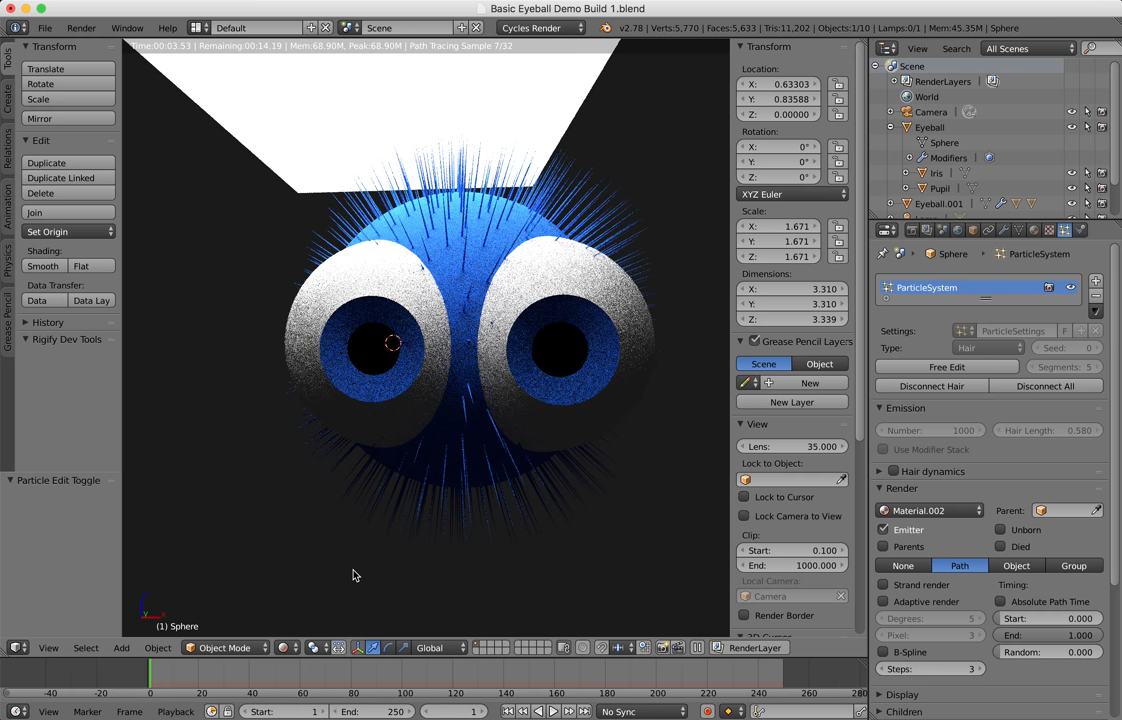 Basic Eyeball Demo Build 1.blend
File Render Window Help Default Scene Cycles Render v2.78 | Verts:5,770 | Faces:5,633 | Tris:11,202 | Objects:1/10 | Lamps:0/1 | Mem:45.35M | Sphere
Time:00:03.53 | Remaining:00:14.19 | Mem:68.90M, Peak:68.90M | Path Tracing Sample 7/32
Tools
Create
Relations
Animation
Physics
Grease Pencil
Transform
Translate
Rotate
Scale
Mirror
Edit
Duplicate
Duplicate Linked
Delete
Join
Set Origin
Shading:
Smooth Flat
Data Transfer:
Data Data Lay
History
Rigify Dev Tools
Particle Edit Toggle
(1) Sphere
Transform
Location:
X: 0.63303
Y: 0.83588
Z: 0.00000
Rotation:
X: 0°
Y: 0°
Z: 0°
XYZ Euler
Scale:
X: 1.671
Y: 1.671
Z: 1.671
Dimensions:
X: 3.310
Y: 3.310
Z: 3.339
Grease Pencil Layers
Scene Object
New
New Layer
View
Lens: 35.000
Lock to Object:
Lock to Cursor
Lock Camera to View
Clip:
Start: 0.100
End: 1000.000
Local Camera:
Camera
Render Border
View Search All Scenes
Scene
RenderLayers
World
Camera
Eyeball
Sphere
Modifiers
Iris
Pupil
Eyeball.001
Sphere ParticleSystem
ParticleSystem
Settings: ParticleSettings F
Type: Hair Seed: 0
Free Edit Segments: 5
Disconnect Hair Disconnect All
Emission
Number: 1000 Hair Length: 0.580
Use Modifier Stack
Hair dynamics
Render
Material.002 Parent:
Emitter Unborn
Parents Died
None Path Object Group
Strand render Timing:
Adaptive render Absolute Path Time
Degrees: 5 Start: 0.000
Pixel: 3 End: 1.000
B-Spline Random: 0.000
Steps: 3
Display
Children
View Select Add Object Object Mode Global RenderLayer
-40 -20 0 20 40 60 80 100 120 140 160 180 200 220 240 260 280
View Marker Frame Playback Start: 1 End: 250 1 No Sync